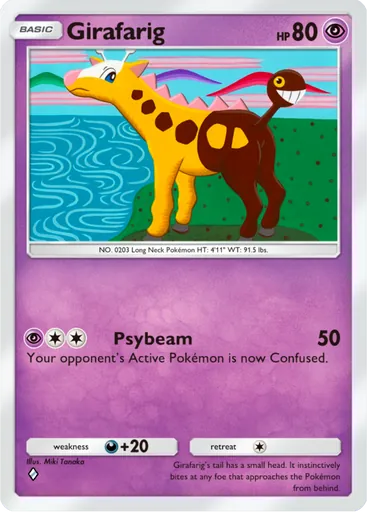 BASIC Girafarig HP 80
NO. 0203 Long Neck Pokémon HT: 4'11" WT: 91.5 lbs.
Psybeam 50
Your opponent's Active Pokémon is now Confused.
weakness +20 retreat
Illus. Miki Tanaka
Girafarig's tail has a small head. It instinctively
bites at any foe that approaches the Pokémon
from behind.